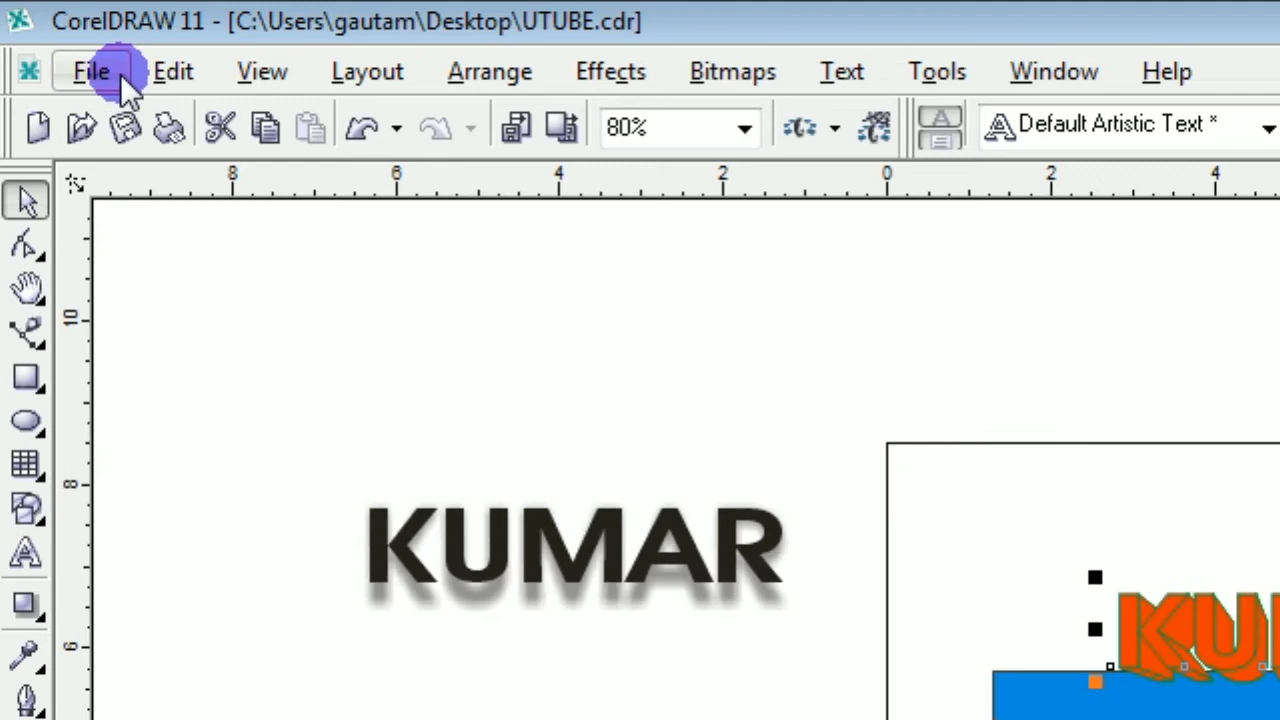 CorelDRAW 11 - [C:\Users\gautam\Desktop\UTUBE.cdr]
File Edit View Layout Arrange Effects Bitmaps Text Tools Window Help
80% Default Artistic Text *
8 6 4 2 0 2 4
10
8
KUMAR
6